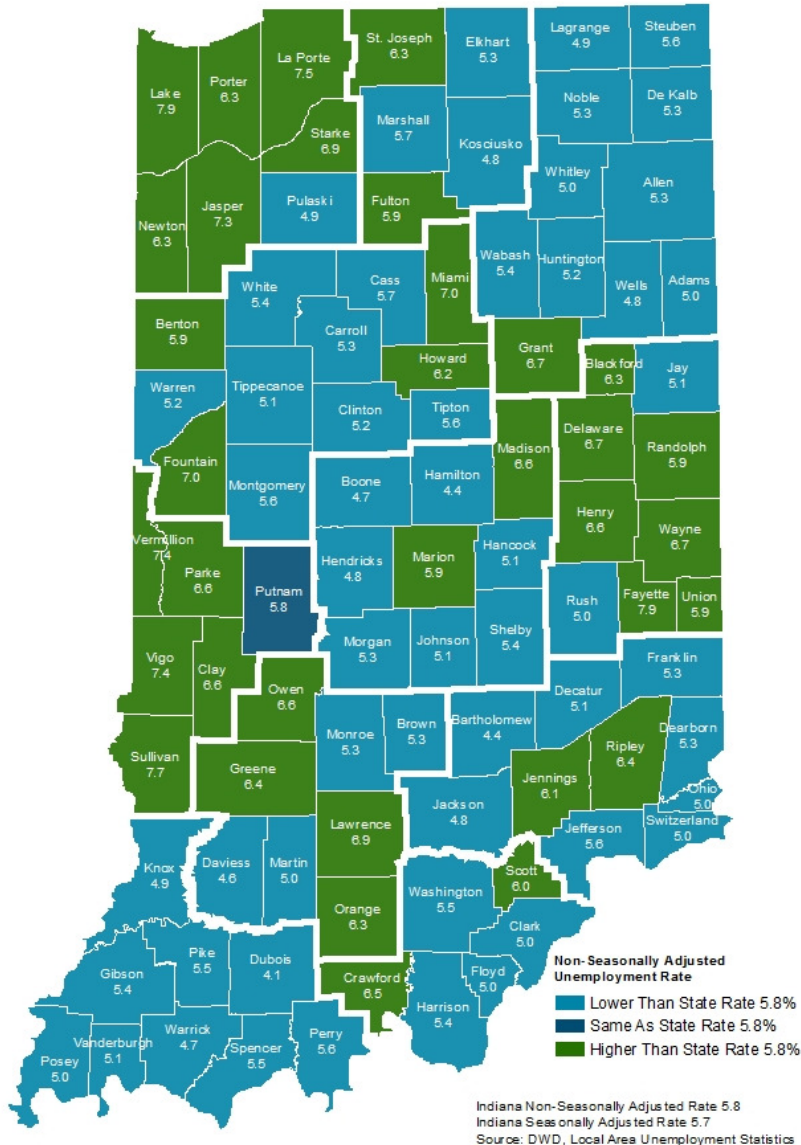 La Porte
7.5
St. Joseph
6.3
Elkhart
5.3
Lagrange
4.9
Steuben
5.6
Lake
7.9
Porter
6.3
Starke
6.9
Marshall
5.7
Kosciusko
4.8
Noble
5.3
De Kalb
5.3
Whitley
5.0
Allen
5.3
Newton
6.3
Jasper
7.3
Pulaski
4.9
Fulton
5.9
Miami
7.0
Wabash
5.4
Huntington
5.2
Wells
4.8
Adams
5.0
White
5.4
Cass
5.7
Carroll
5.3
Benton
5.9
Howard
6.2
Grant
6.7
Blackford
6.3
Jay
5.1
Warren
5.2
Tippecanoe
5.1
Clinton
5.2
Tipton
5.6
Madison
6.6
Delaware
6.7
Randolph
5.9
Fountain
7.0
Montgomery
5.6
Boone
4.7
Hamilton
4.4
Henry
6.6
Wayne
6.7
Vermillion
7.4
Parke
6.6
Putnam
5.8
Hendricks
4.8
Marion
5.9
Hancock
5.1
Rush
5.0
Fayette
7.9
Union
5.9
Vigo
7.4
Clay
6.6
Owen
6.6
Morgan
5.3
Johnson
5.1
Shelby
5.4
Franklin
5.3
Sullivan
7.7
Greene
6.4
Monroe
5.3
Brown
5.3
Bartholomew
4.4
Decatur
5.1
Ripley
6.4
Dearborn
5.3
Ohio
5.0
Jennings
6.1
Jackson
4.8
Jefferson
5.6
Switzerland
5.0
Lawrence
6.9
Knox
4.9
Daviess
4.6
Martin
5.0
Orange
6.3
Washington
5.5
Scott
6.0
Clark
5.0
Floyd
5.0
Harrison
5.4
Crawford
6.5
Pike
5.5
Dubois
4.1
Gibson
5.4
Posey
5.0
Vanderburgh
5.1
Warrick
4.7
Spencer
5.5
Perry
5.6
Non-Seasonally Adjusted
Unemployment Rate
Lower Than State Rate 5.8%
Same As State Rate 5.8%
Higher Than State Rate 5.8%
Indiana Non-Seasonally Adjusted Rate 5.8
Indiana Seasonally Adjusted Rate 5.7
Source: DWD, Local Area Unemployment Statistics